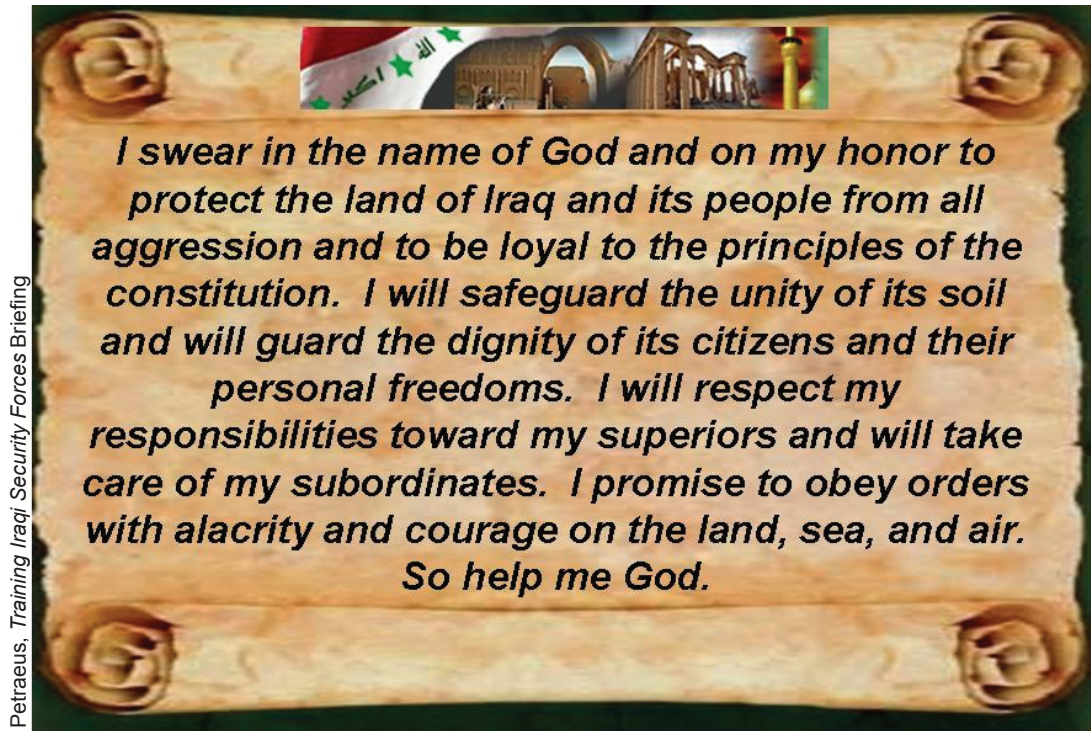 الله
اكبر
I swear in the name of God and on my honor to
protect the land of Iraq and its people from all
aggression and to be loyal to the principles of the
constitution.  I will safeguard the unity of its soil
and will guard the dignity of its citizens and their
personal freedoms.  I will respect my
responsibilities toward my superiors and will take
care of my subordinates.  I promise to obey orders
with alacrity and courage on the land, sea, and air.
So help me God.
Petraeus, Training Iraqi Security Forces Briefing